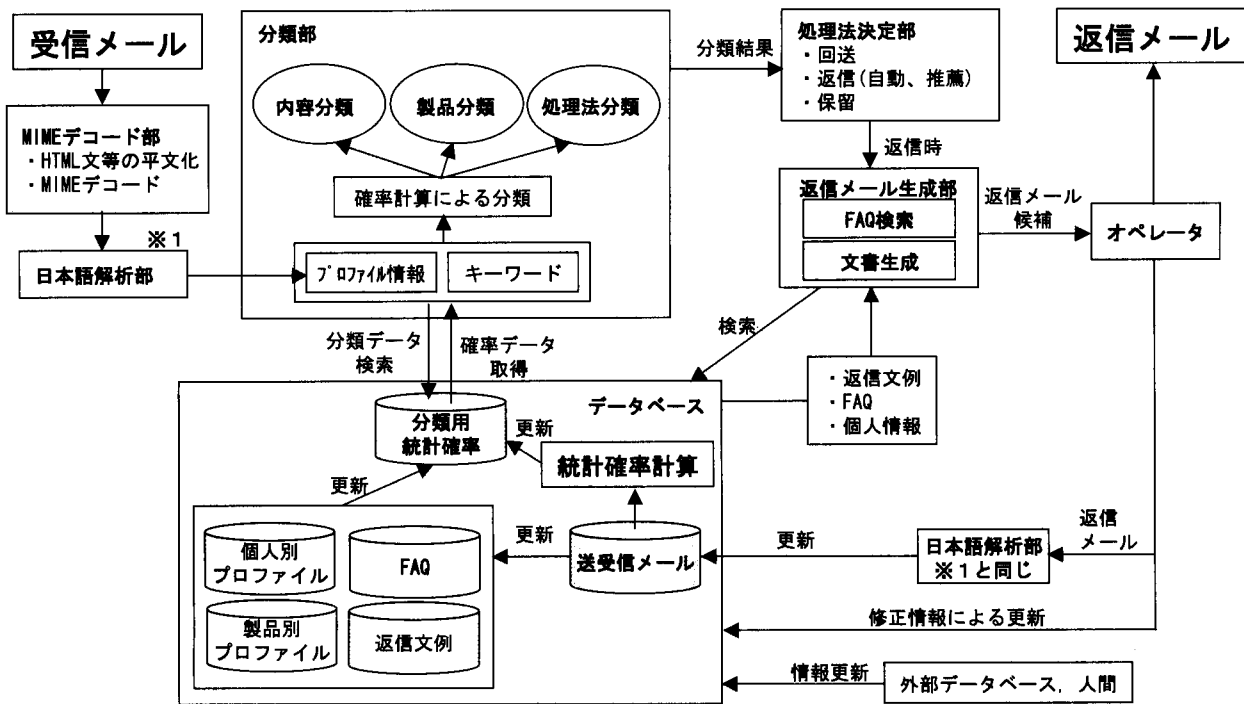 受信メール
MIMEデコード部
・HTML文等の平文化
・MIMEデコード
※1
日本語解析部
分類部
内容分類
製品分類
処理法分類
確率計算による分類
プロファイル情報
キーワード
分類結果
処理法決定部
・回送
・返信(自動、推薦)
・保留
返信時
返信メール生成部
FAQ検索
文書生成
返信メール
候補
オペレータ
返信メール
検索
・返信文例
・FAQ
・個人情報
分類データ
検索
確率データ
取得
データベース
分類用
統計確率
更新
統計確率計算
更新
個人別
プロファイル
FAQ
製品別
プロファイル
返信文例
更新
送受信メール
更新
日本語解析部
※1と同じ
返信
メール
修正情報による更新
情報更新
外部データベース，人間